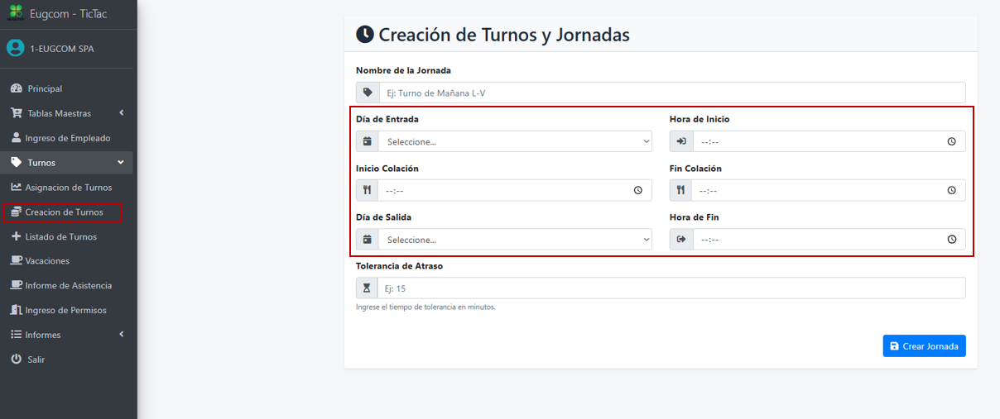 Eugcom - TicTac
1-EUGCOM SPA
Principal
Tablas Maestras
Ingreso de Empleado
Turnos
Asignacion de Turnos
Creacion de Turnos
Listado de Turnos
Vacaciones
Informe de Asistencia
Ingreso de Permisos
Informes
Salir
Creación de Turnos y Jornadas
Nombre de la Jornada
Ej: Turno de Mañana L-V
Día de Entrada
Seleccione...
Hora de Inicio
--:--
Inicio Colación
--:--
Fin Colación
--:--
Día de Salida
Seleccione...
Hora de Fin
--:--
Tolerancia de Atraso
Ej: 15
Ingrese el tiempo de tolerancia en minutos.
Crear Jornada